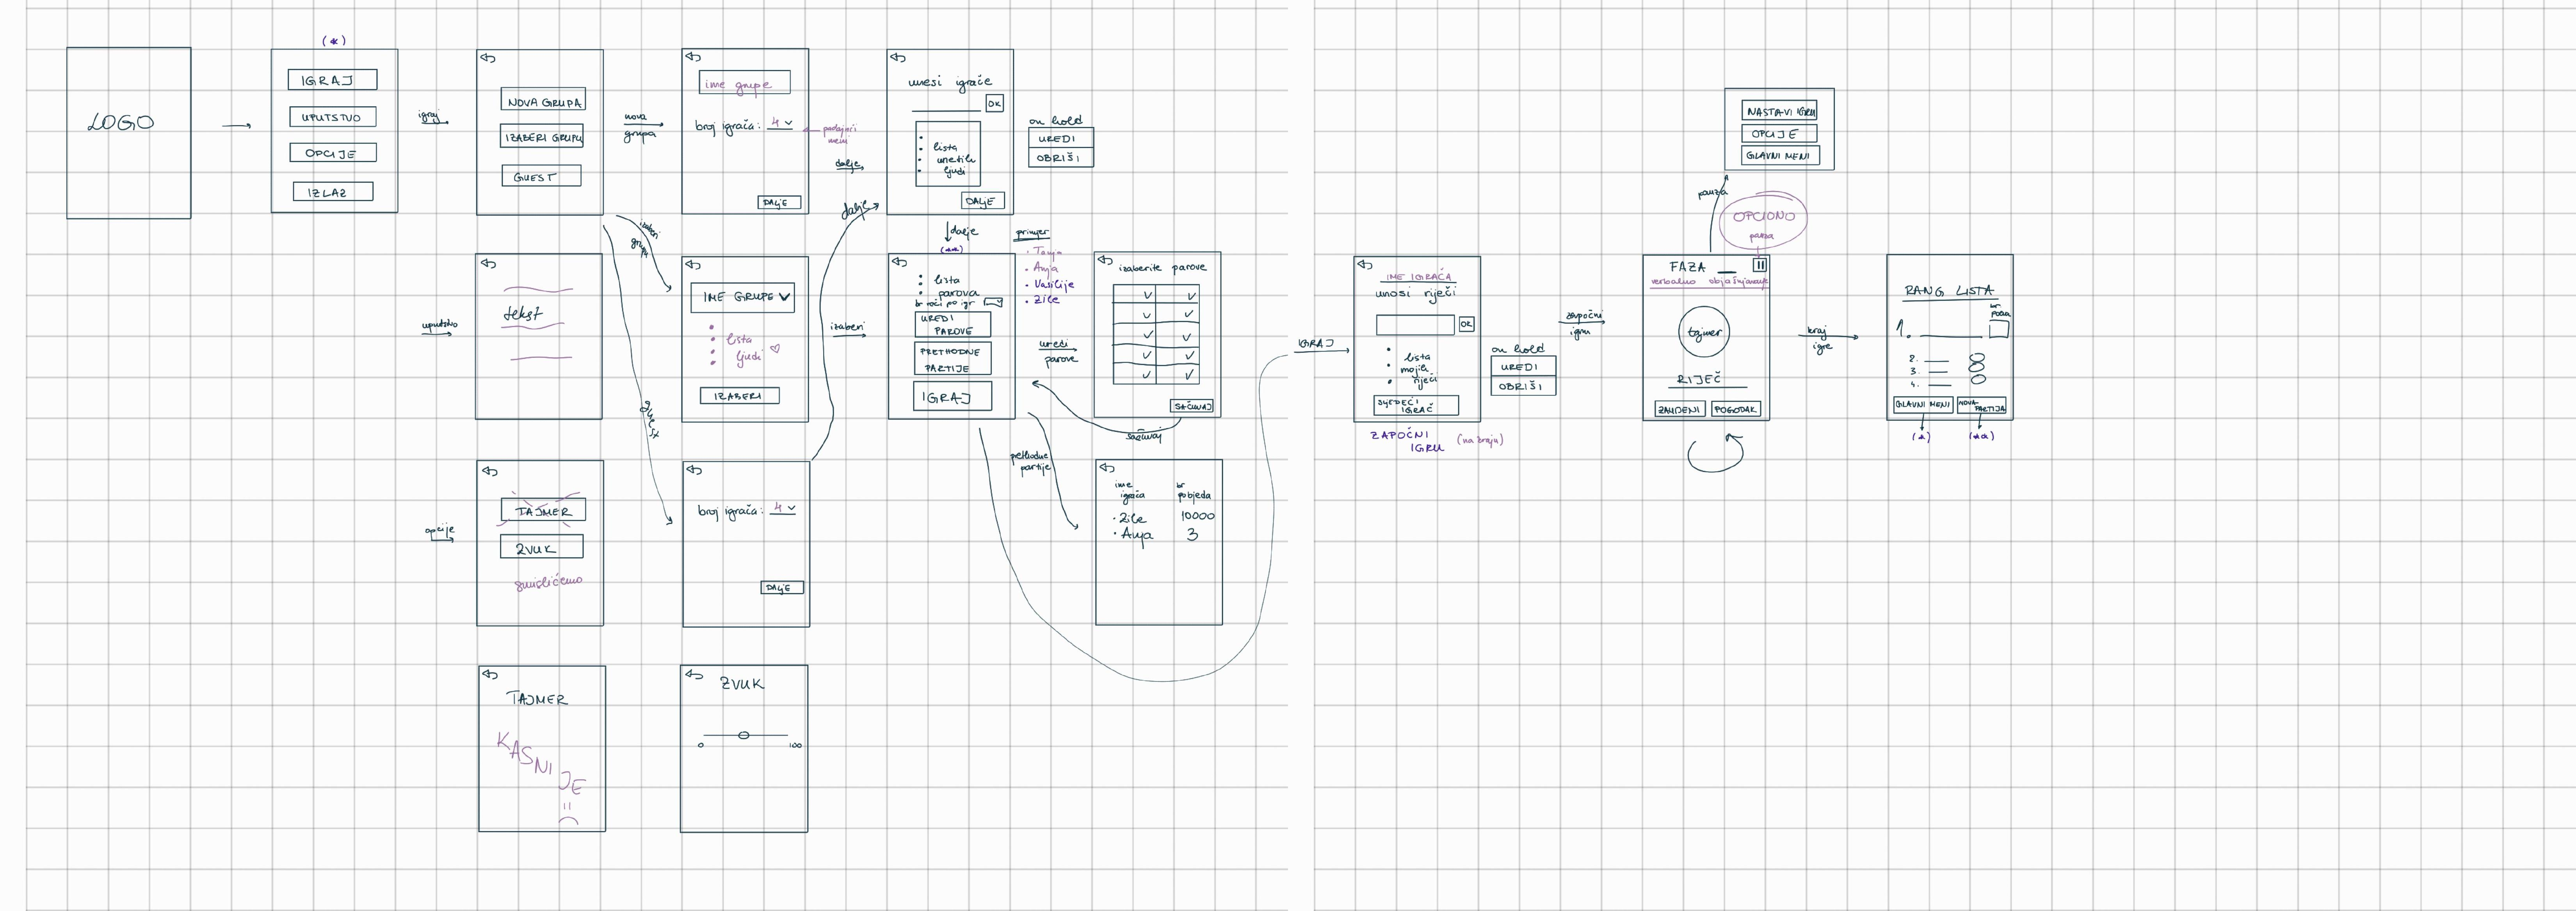 LOGO
(*)
IGRAJ
UPUTSTVO
OPCIJE
IZLAZ
igraj
NOVA GRUPA
IZABERI GRUPU
GUEST
nova
grupa
ime grupe
broj igrača: 4
padajući
meni
DALJE
dalje
unesi igrače
OK
lista
unetih
ljudi
DALJE
on hold
UREDI
OBRIŠI
izaberi
grupu
guest
uputstvo
tekst
IME GRUPE
lista
ljudi
IZABERI
izaberi
dalje
dalje
(**)
lista
parova
br riječi po igr
UREDI
PAROVE
PRETHODNE
PARTIJE
IGRAJ
primjer
Tanja
Anja
Vasilije
Zile
uredi
parove
izaberite parove
SAČUVAJ
sačuvaj
opcije
TAJMER
ZVUK
smislićemo
broj igrača: 4
DALJE
prethodne
partije
ime
igrača
br
pobjeda
Zile 10000
Anja 3
TAJMER
KASNIJE
ZVUK
0 100
IGRAJ
IME IGRAČA
unosi riječi
OK
lista
mojih
riječi
SLJEDEĆI
IGRAČ
ZAPOČNI
IGRU
(na kraju)
on hold
UREDI
OBRIŠI
započni
igru
NASTAVI IGRU
OPCIJE
GLAVNI MENI
pauza
OPCIONO
pauza
FAZA
verbalno objašnjavanje
tajmer
RIJEČ
POGODAK
kraj
igre
RANG LISTA
br
poena
1.
2.
3.
4.
GLAVNI MENI
NOVA
PARTIJA
(*)
(**)